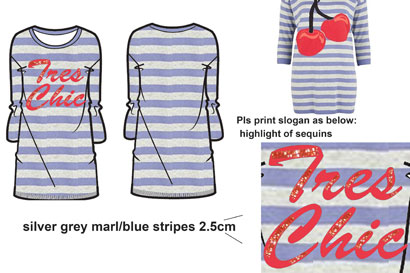 Tres
Chic
Pls print slogan as below:
highlight of sequins
silver grey marl/blue stripes 2.5cm
Tres
Chic